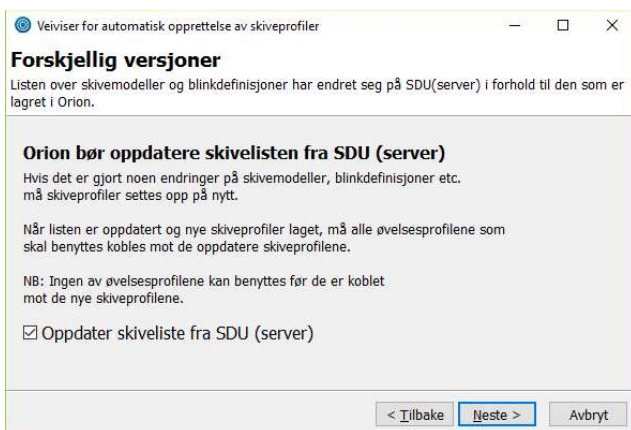 Veiviser for automatisk opprettelse av skiveprofiler
Forskjellig versjoner
Listen over skivemodeller og blinkdefinisjoner har endret seg på SDU(server) i forhold til den som er
lagret i Orion.
Orion bør oppdatere skivelisten fra SDU (server)
Hvis det er gjort noen endringer på skivemodeller, blinkdefinisjoner etc.
må skiveprofiler settes opp på nytt.
Når listen er oppdatert og nye skiveprofiler laget, må alle øvelsesprofilene som
skal benyttes kobles mot de oppdatere skiveprofilene.
NB: Ingen av øvelsesprofilene kan benyttes før de er koblet
mot de nye skiveprofilene.
Oppdater skiveliste fra SDU (server)
< Tilbake Neste > Avbryt